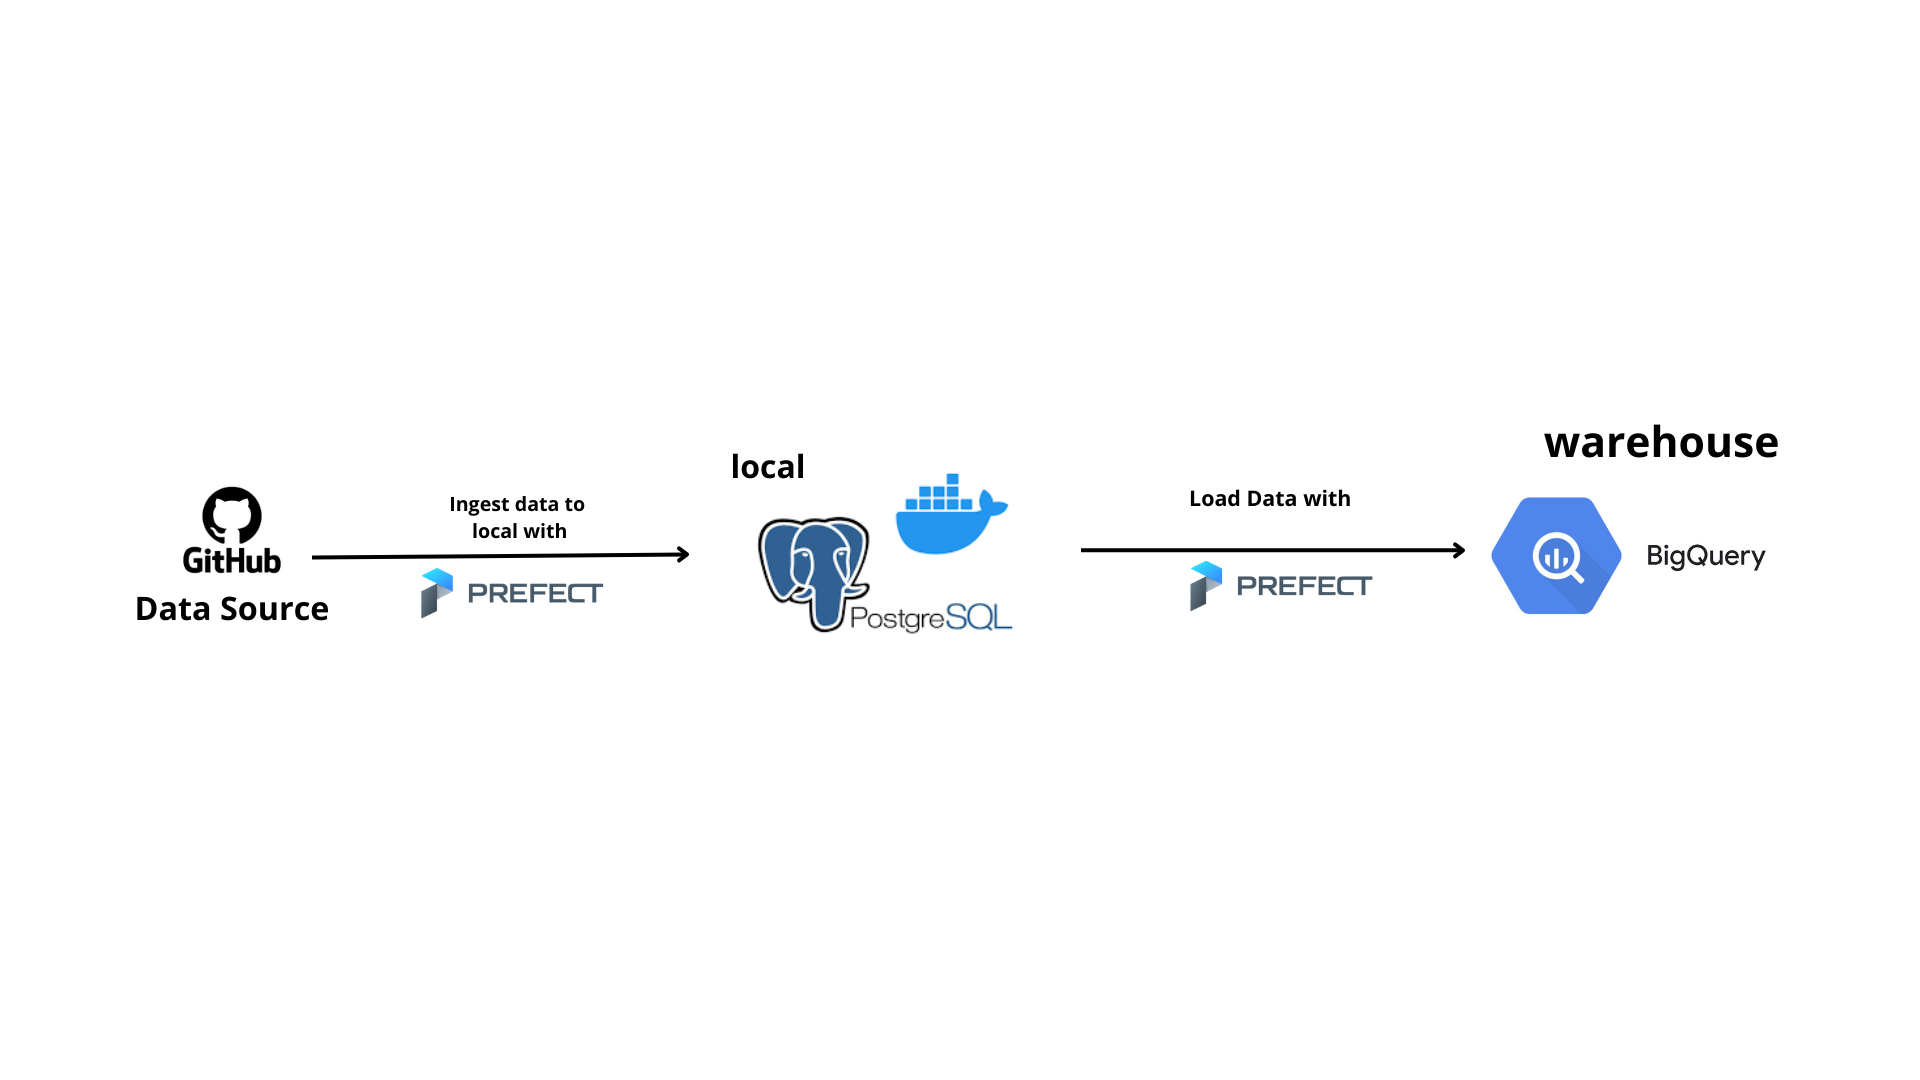 GitHub
Data Source
Ingest data to
local with
PREFECT
local
PostgreSQL
Load Data with
PREFECT
warehouse
BigQuery